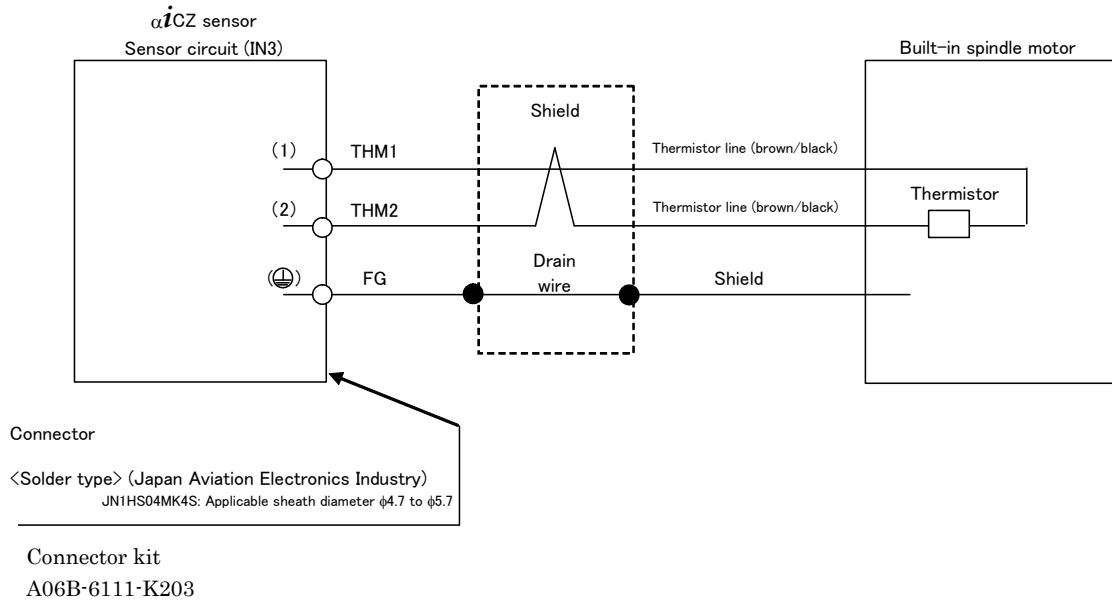 αiCZ sensor
Sensor circuit (IN3)
Built-in spindle motor
Shield
(1) THM1
Thermistor line (brown/black)
Thermistor
(2) THM2
Thermistor line (brown/black)
Drain
wire
FG
Shield
Connector
<Solder type> (Japan Aviation Electronics Industry)
JN1HS04MK4S: Applicable sheath diameter φ4.7 to φ5.7
Connector kit
A06B-6111-K203